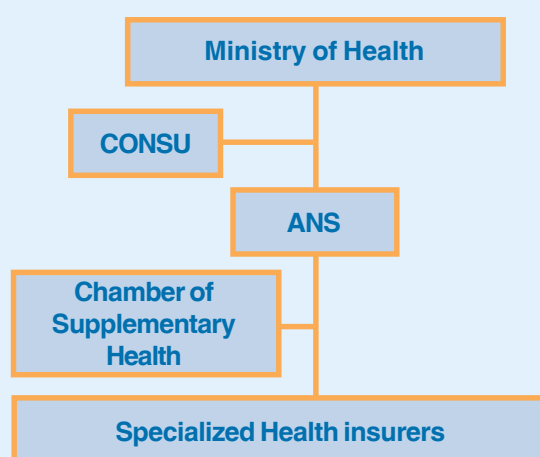 Ministry of Health
CONSU
ANS
Chamber of
Supplementary
Health
Specialized Health insurers